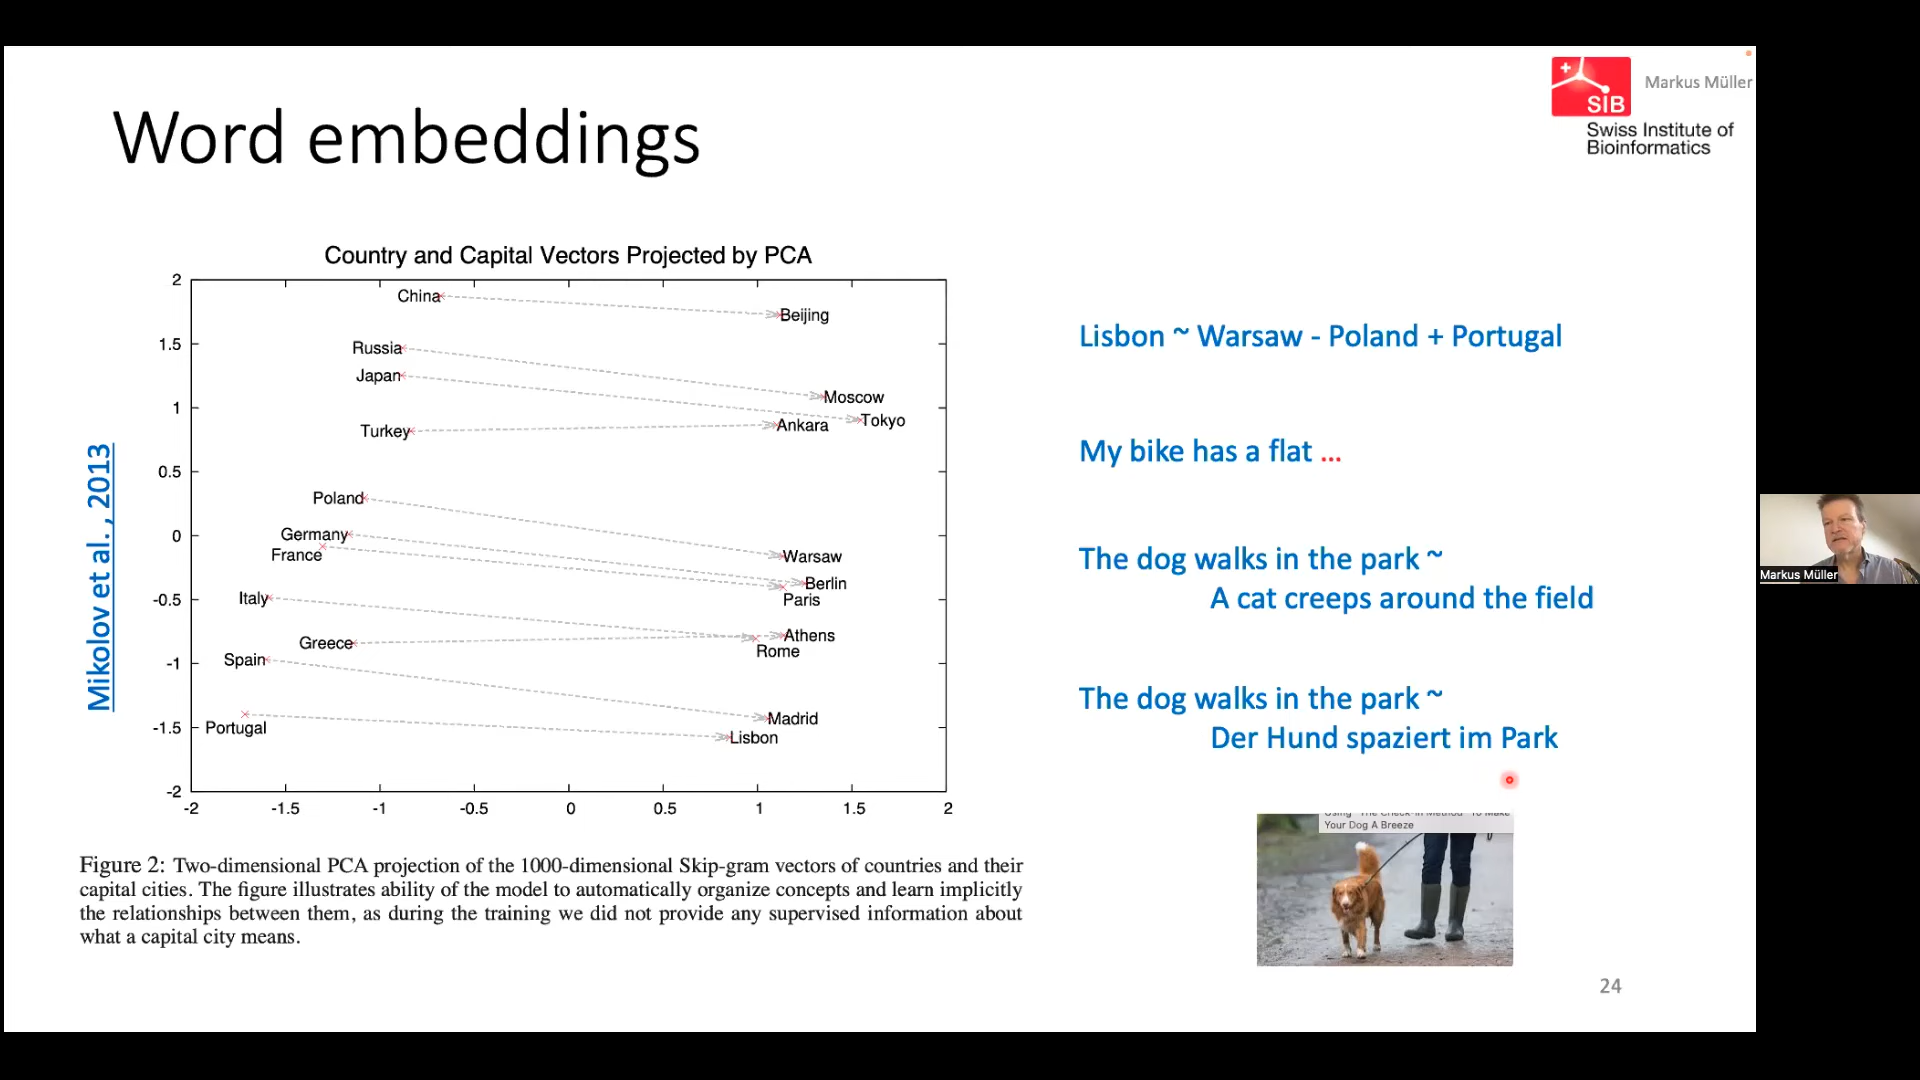 Markus Müller
SIB
Swiss Institute of
Bioinformatics
Word embeddings
Mikolov et al. , 2013
Country and Capital Vectors Projected by PCA
2
1.5
1
0.5
0
-0.5
-1
-1.5
-2
-2
-1.5
-1
-0.5
0
0.5
1
1.5
2
China
Beijing
Russia
Japan
Moscow
Tokyo
Turkey
Ankara
Poland
Warsaw
Germany
France
Berlin
Paris
Italy
Greece
Athens
Rome
Spain
Madrid
Portugal
Lisbon
Figure 2: Two-dimensional PCA projection of the 1000-dimensional Skip-gram vectors of countries and their
capital cities. The figure illustrates ability of the model to automatically organize concepts and learn implicitly
the relationships between them, as during the training we did not provide any supervised information about
what a capital city means.
Lisbon ~ Warsaw - Poland + Portugal
My bike has a flat ...
The dog walks in the park ~
A cat creeps around the field
The dog walks in the park ~
Der Hund spaziert im Park
Using "The Check-in Method" To Make
Your Dog A Breeze
24
Markus Müller